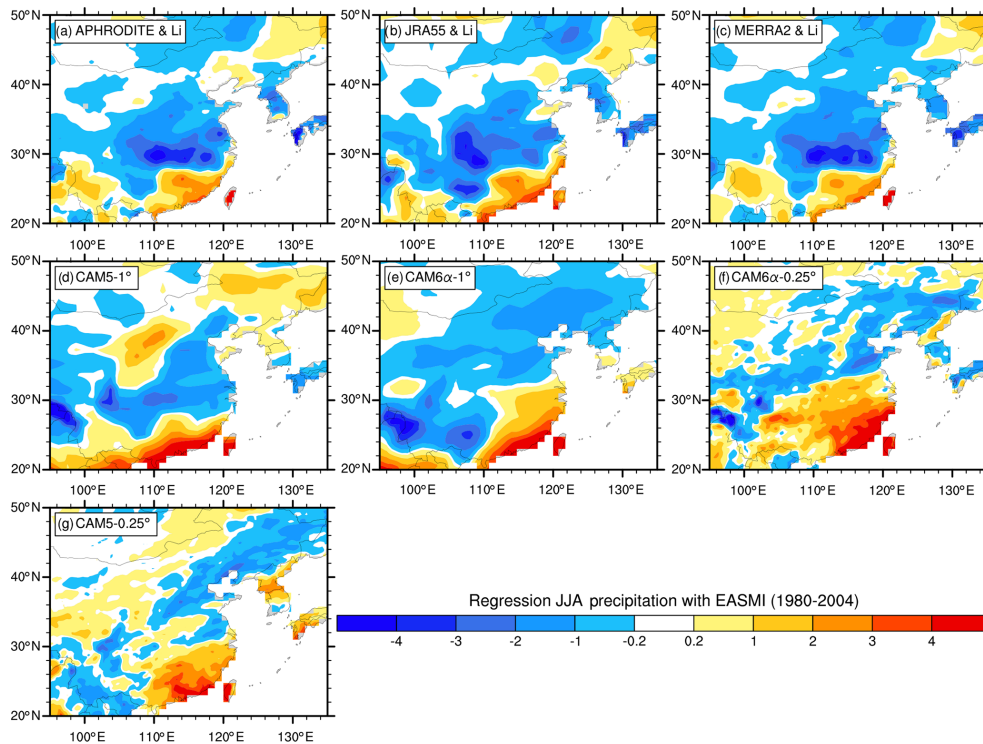 (a) APHRODITE & Li
(b) JRA55 & Li
(c) MERRA2 & Li
50°N
40°N
30°N
20°N
50°N
40°N
30°N
20°N
50°N
40°N
30°N
20°N
100°E 110°E 120°E 130°E
100°E 110°E 120°E 130°E
100°E 110°E 120°E 130°E
(d) CAM5-1°
(e) CAM6α-1°
(f) CAM6α-0.25°
50°N
40°N
30°N
20°N
50°N
40°N
30°N
20°N
50°N
40°N
30°N
20°N
100°E 110°E 120°E 130°E
100°E 110°E 120°E 130°E
100°E 110°E 120°E 130°E
(g) CAM5-0.25°
50°N
40°N
30°N
20°N
100°E 110°E 120°E 130°E
Regression JJA precipitation with EASMI (1980-2004)
-4 -3 -2 -1 -0.2 0.2 1 2 3 4